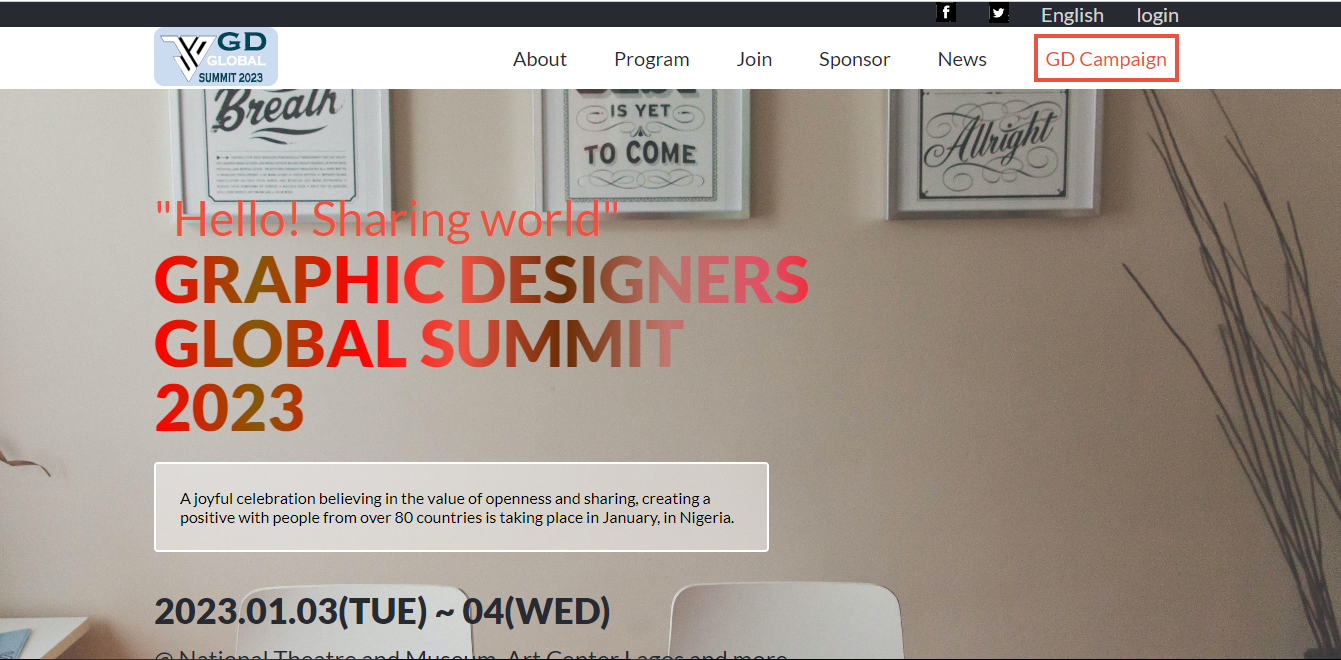 English login
GD
GLOBAL
SUMMIT 2023
About Program Join Sponsor News GD Campaign
Breath
IS YET
TO COME
Allright
"Hello! Sharing world"
GRAPHIC DESIGNERS
GLOBAL SUMMIT
2023
A joyful celebration believing in the value of openness and sharing, creating a
positive with people from over 80 countries is taking place in January, in Nigeria.
2023.01.03(TUE) ~ 04(WED)
@ National Theatre and Museum, Art Center Lagos and more